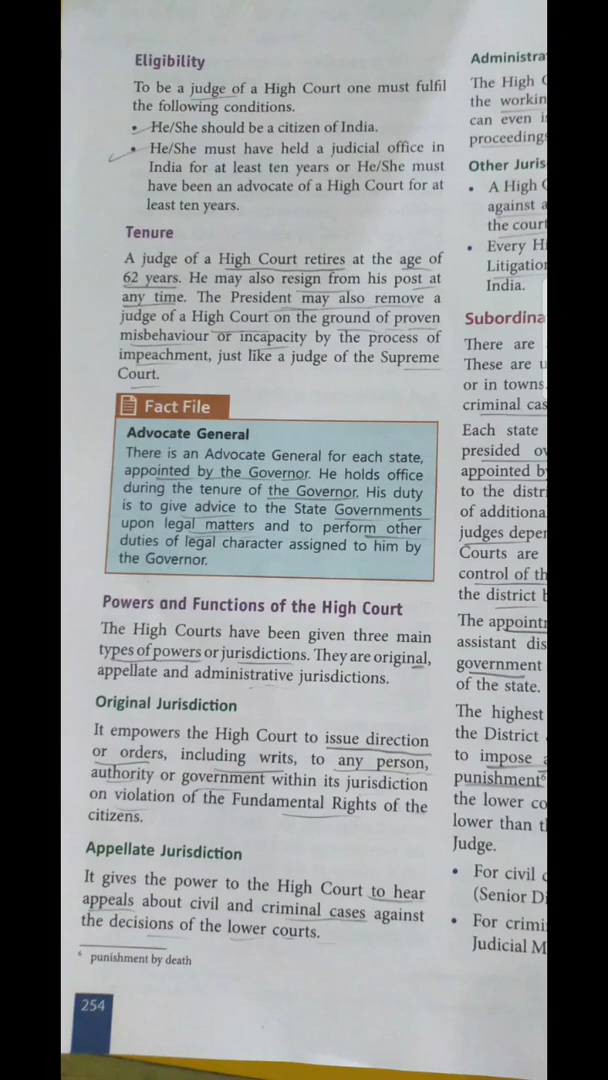 Eligibility
To be a judge of a High Court one must fulfil
the following conditions.
• He/She should be a citizen of India.
• He/She must have held a judicial office in
India for at least ten years or He/She must
have been an advocate of a High Court for at
least ten years.
Tenure
A judge of a High Court retires at the age of
62 years. He may also resign from his post at
any time. The President may also remove a
judge of a High Court on the ground of proven
misbehaviour or incapacity by the process of
impeachment, just like a judge of the Supreme
Court.
Fact File
Advocate General
There is an Advocate General for each state,
appointed by the Governor. He holds office
during the tenure of the Governor. His duty
is to give advice to the State Governments
upon legal matters and to perform other
duties of legal character assigned to him by
the Governor.
Powers and Functions of the High Court
The High Courts have been given three main
types of powers or jurisdictions. They are original,
appellate and administrative jurisdictions.
Original Jurisdiction
It empowers the High Court to issue direction
or orders, including writs, to any person,
authority or government within its jurisdiction
on violation of the Fundamental Rights of the
citizens.
Appellate Jurisdiction
It gives the power to the High Court to hear
appeals about civil and criminal cases against
the decisions of the lower courts.
6 punishment by death
254
The High
the
can even
Other
• A High
against
the court
• Every
India.
There are
These are
or in towns.
criminal
Each state
presided
appointed
to the
of
judges
Courts are
control of
the district
The
assistant
government
of the state.
The highest
the District
to impose
punishment6
the lower
lower than
Judge.
• For civil
(Senior
• For
Judicial